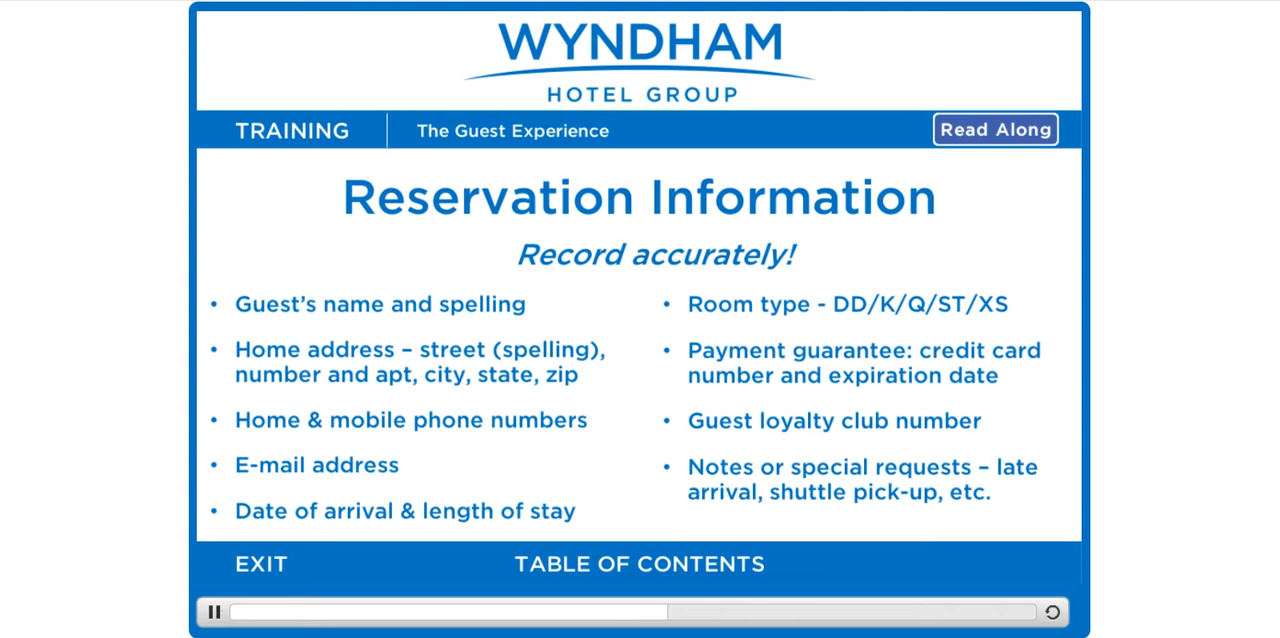 WYNDHAM
HOTEL GROUP
TRAINING
The Guest Experience
Read Along
Reservation Information
Record accurately!
• Guest’s name and spelling
• Home address – street (spelling),
number and apt, city, state, zip
• Home & mobile phone numbers
• E-mail address
• Date of arrival & length of stay
• Room type - DD/K/Q/ST/XS
• Payment guarantee: credit card
number and expiration date
• Guest loyalty club number
• Notes or special requests – late
arrival, shuttle pick-up, etc.
EXIT
TABLE OF CONTENTS